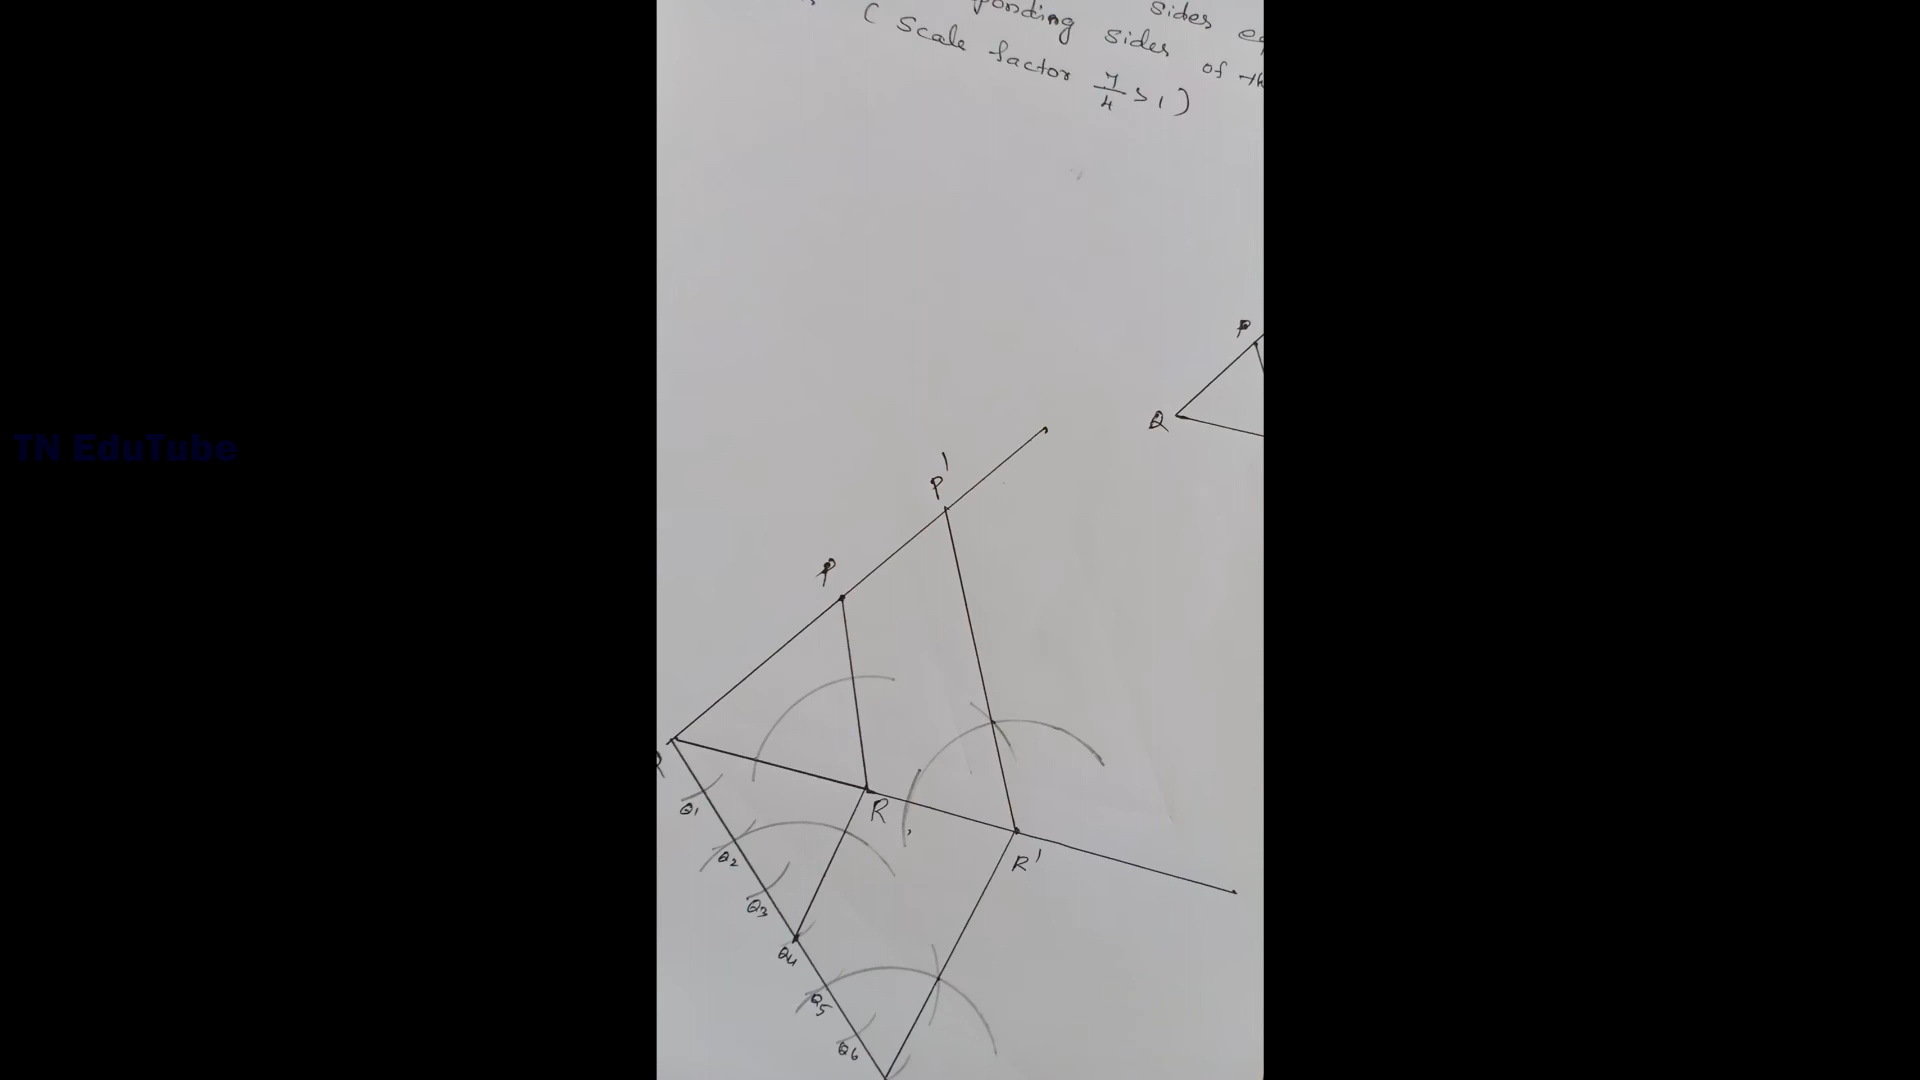 sides
ponding sides of
( Scale factor 7/4 > 1 )
P
Q
P'
P
R
R'
Q1
Q2
Q3
Q4
Q5
Q6
TN EduTube